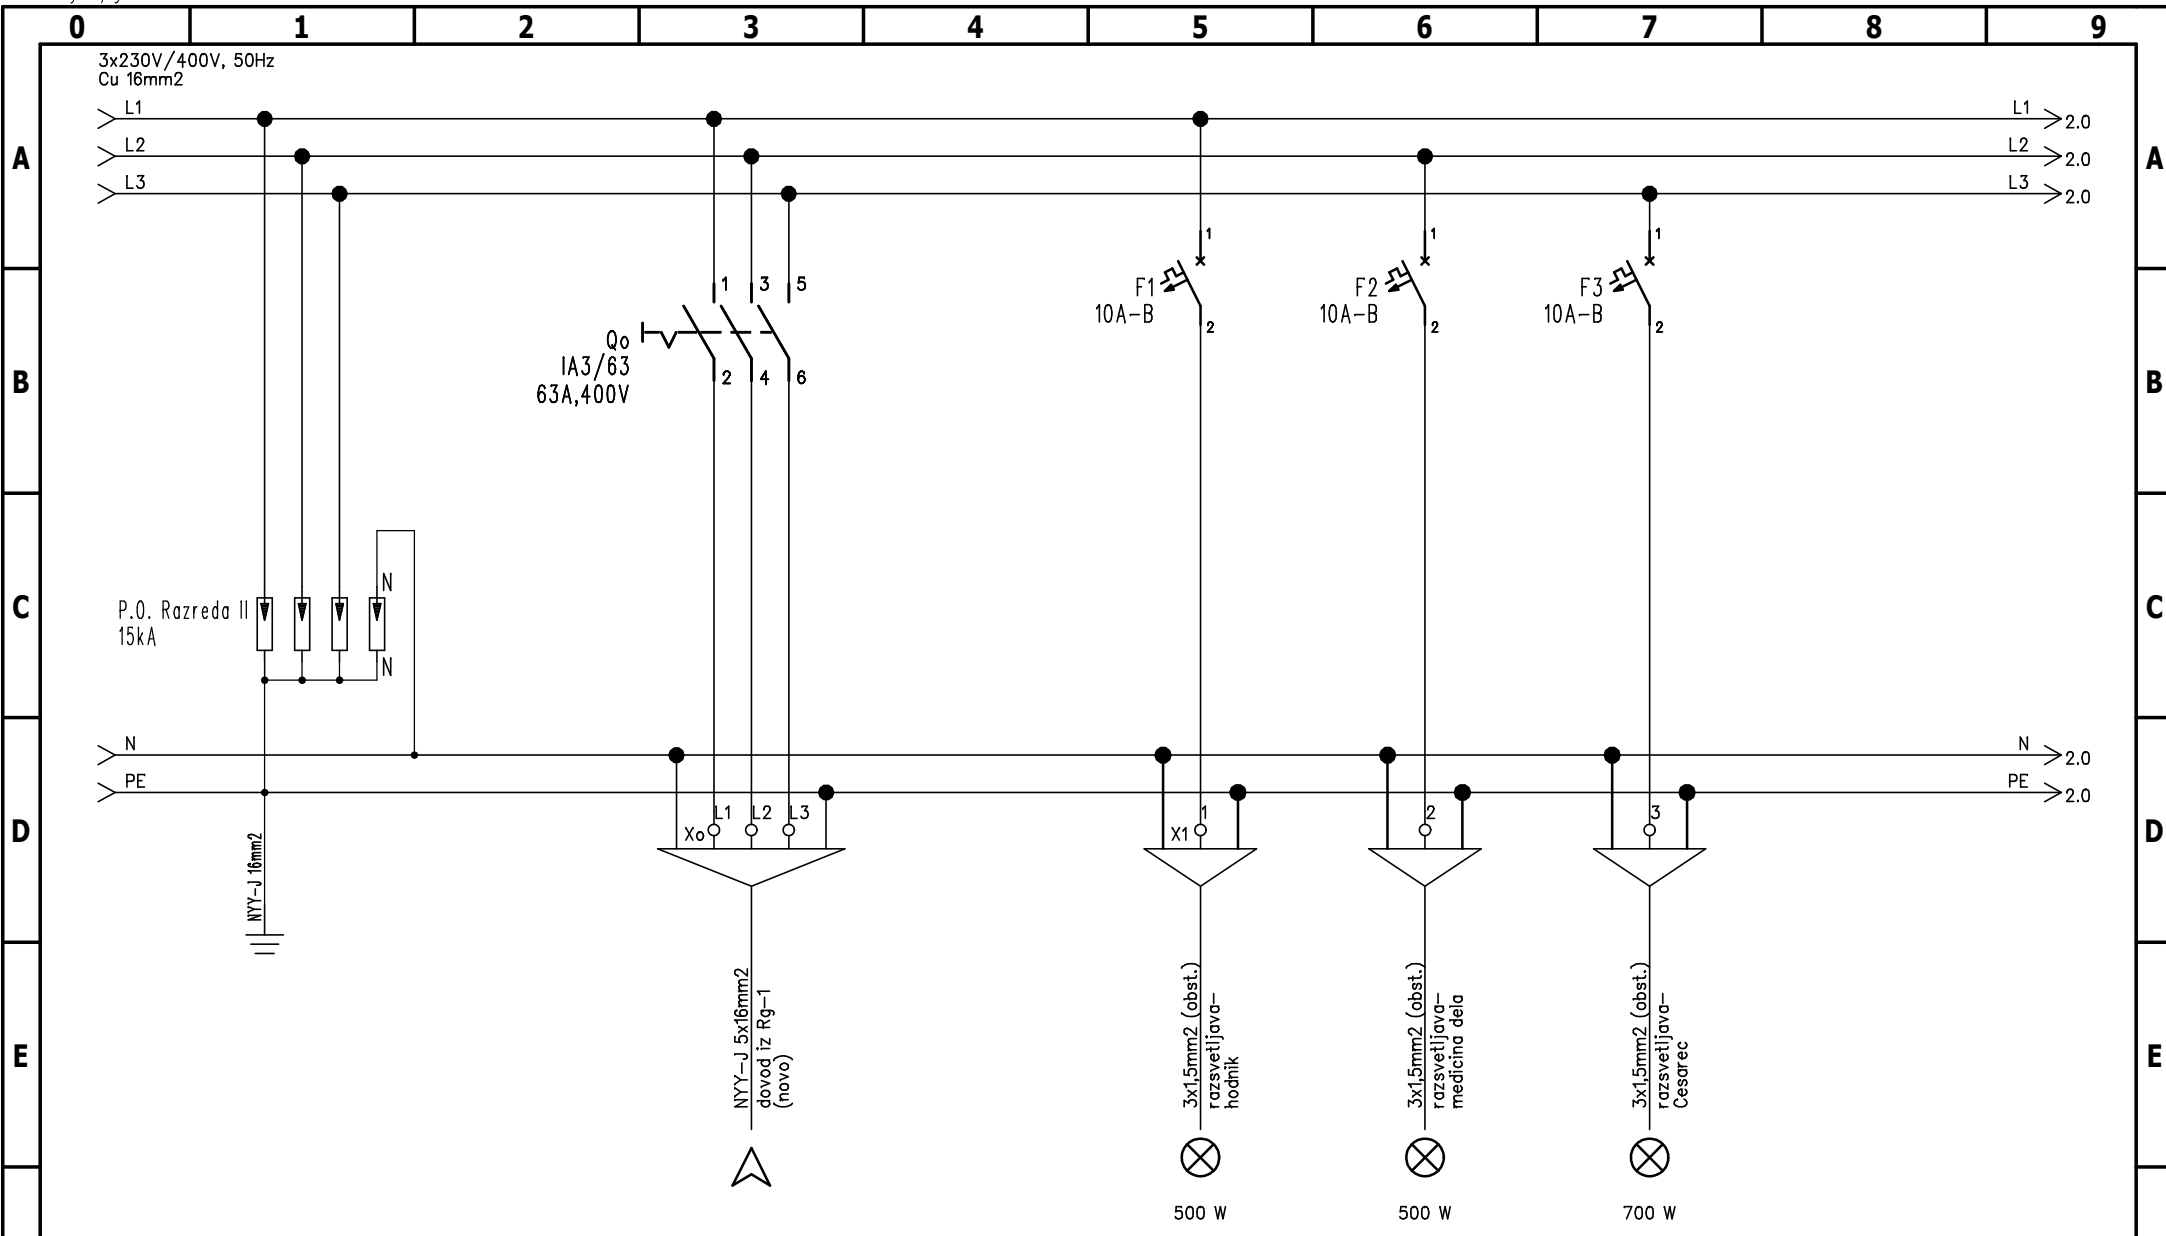 0 1 2 3 4 5 6 7 8 9
3x230V/400V, 50Hz
Cu 16mm2
L1 L1 2.0
L2 L2 2.0
L3 L3 2.0
A A
1 1 1
1 3 5
F1 F2 F3
10A-B 10A-B 10A-B
2 2 2
Qo
IA3/63
63A,400V
2 4 6
B B
N
P.O. Razreda II
15kA
N
C C
N N 2.0
PE PE 2.0
L1 L2 L3 1 2 3
Xo X1
D D
NYY-J 16mm2
NYY-J 5x16mm2
dovod iz Rg-1
(novo)
3x1,5mm2 (obst.)
razsvetljava-
hodnik
3x1,5mm2 (obst.)
razsvetljava-
medicina dela
3x1,5mm2 (obst.)
razsvetljava-
Cesarec
E E
500 W 500 W 700 W